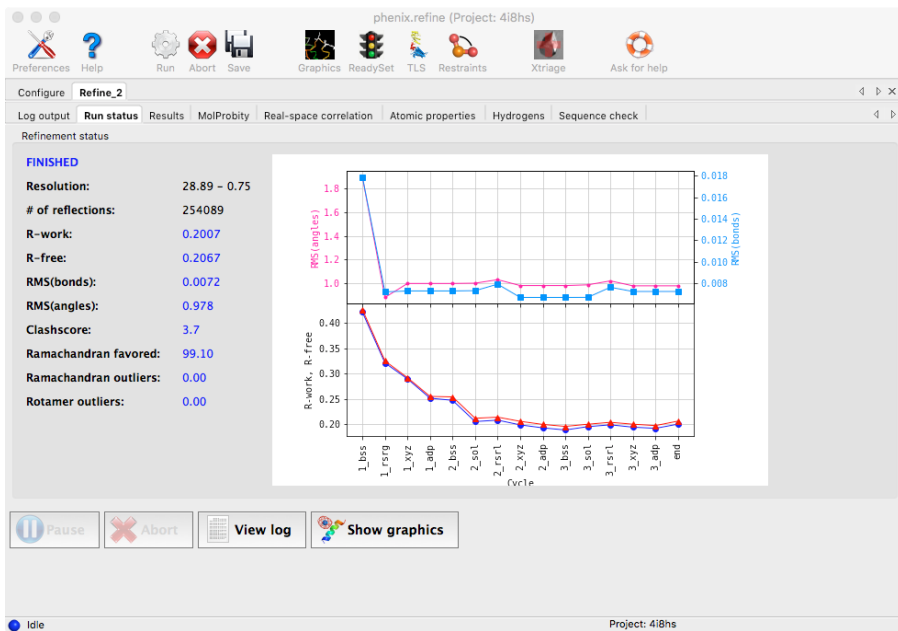 phenix.refine (Project: 4i8hs)
Preferences Help Run Abort Save Graphics ReadySet TLS Restraints Xtriage Ask for help
Configure Refine_2
Log output Run status Results MolProbity Real-space correlation Atomic properties Hydrogens Sequence check
Refinement status
FINISHED
Resolution: 28.89 - 0.75
# of reflections: 254089
R-work: 0.2007
R-free: 0.2067
RMS(bonds): 0.0072
RMS(angles): 0.978
Clashscore: 3.7
Ramachandran favored: 99.10
Ramachandran outliers: 0.00
Rotamer outliers: 0.00
RMS(angles)
1.8
1.6
1.4
1.2
1.0
0.018
0.016
0.014
0.012
0.010
0.008
RMS(bonds)
R-work, R-free
0.40
0.35
0.30
0.25
0.20
1_bss
1_rsrg
1_xyz
1_adp
2_bss
2_sol
2_rsrl
2_xyz
2_adp
3_bss
3_sol
3_rsrl
3_xyz
3_adp
end
Cycle
Pause Abort View log Show graphics
Idle Project: 4i8hs